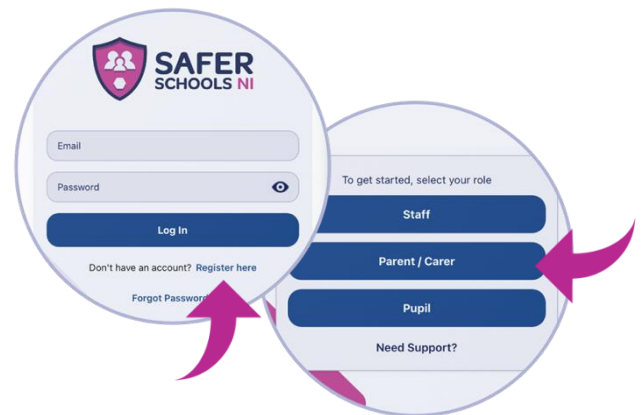 SAFER
SCHOOLS NI
Email
Password
Log In
Don't have an account? Register here
Forgot Password
To get started, select your role
Staff
Parent / Carer
Pupil
Need Support?